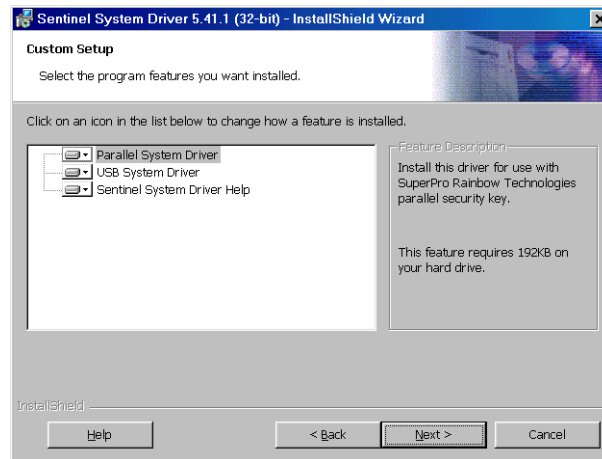 Sentinel System Driver 5.41.1 (32-bit) - InstallShield Wizard
Custom Setup
Select the program features you want installed.
Click on an icon in the list below to change how a feature is installed.
Parallel System Driver
USB System Driver
Sentinel System Driver Help
Feature Description
Install this driver for use with
SuperPro Rainbow Technologies
parallel security key.
This feature requires 192KB on
your hard drive.
InstallShield
Help
< Back
Next >
Cancel